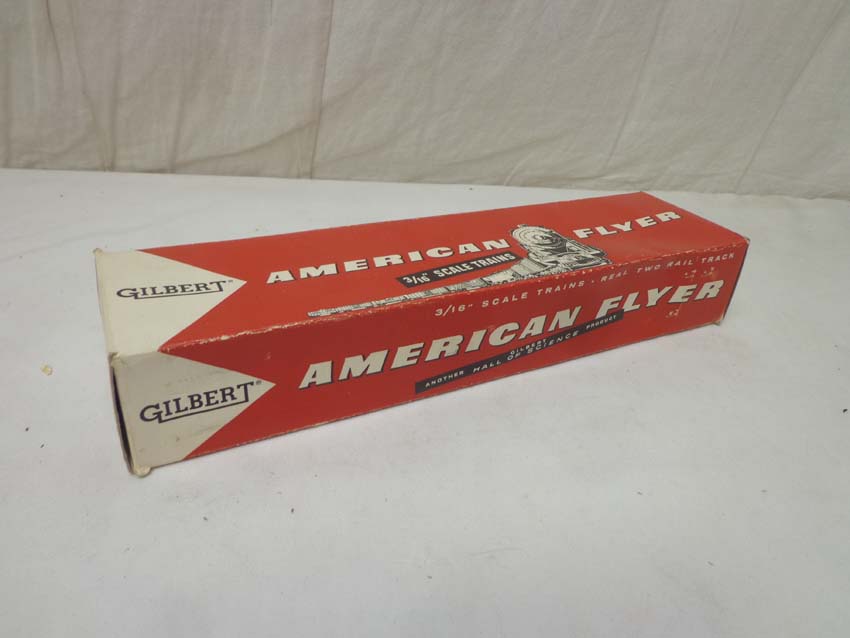 GILBERT®
AMERICAN FLYER
3/16" SCALE TRAINS
3/16" SCALE TRAINS - REAL TWO RAIL TRACK
GILBERT®
AMERICAN FLYER
GILBERT
ANOTHER HALL OF SCIENCE PRODUCT